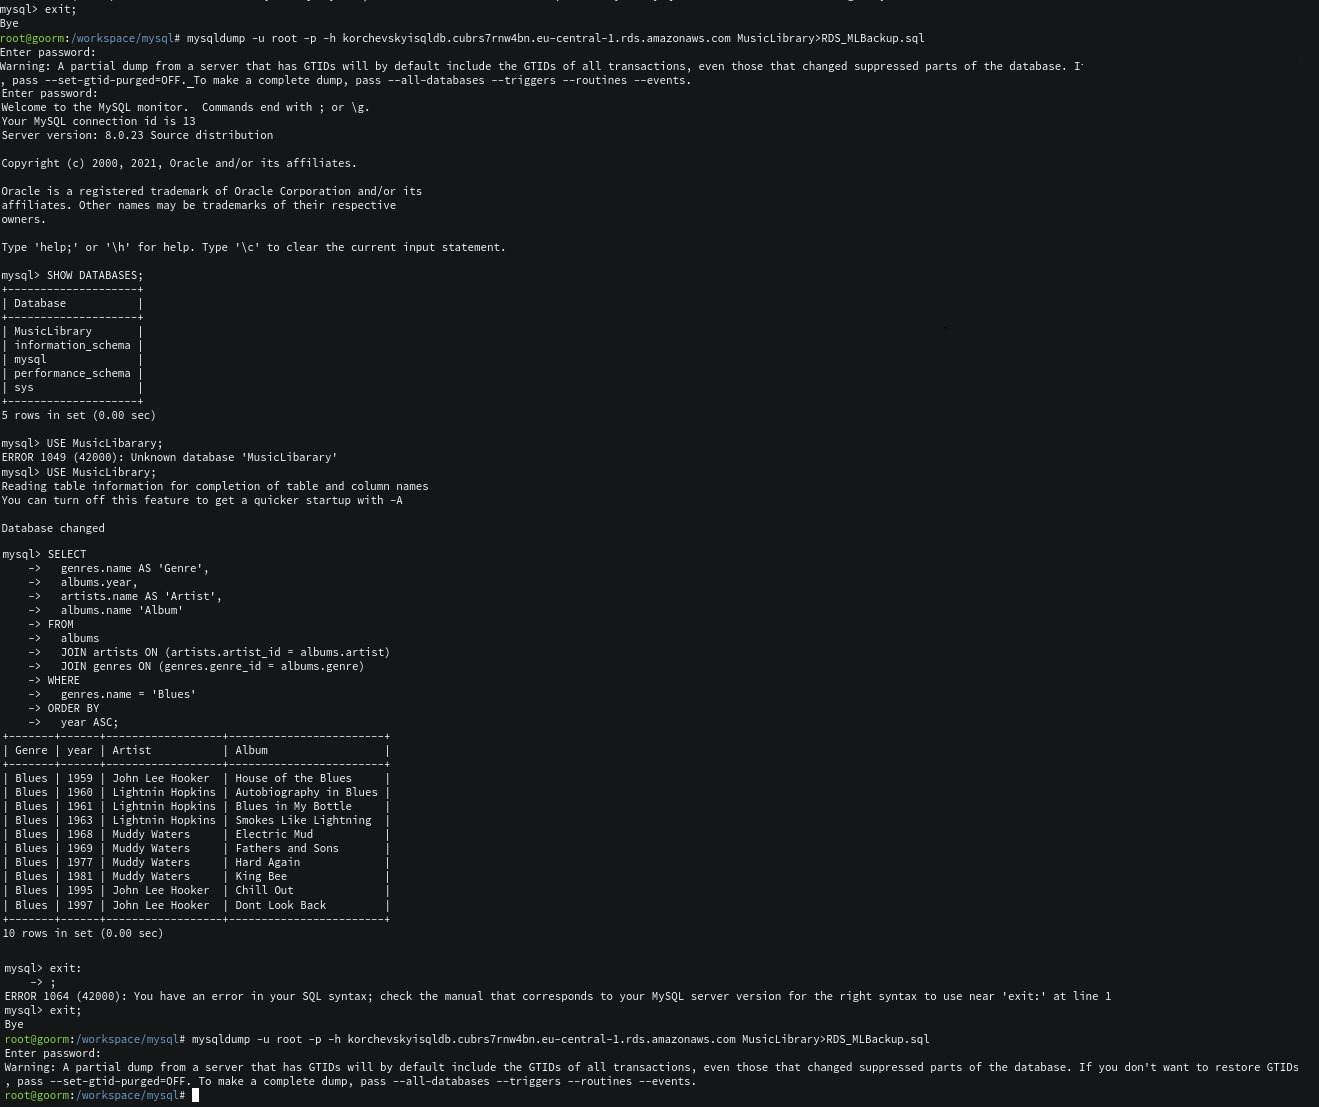 mysql> exit;
Bye
root@goorm:/workspace/mysql# mysqldump -u root -p -h korchevskyisqldb.cubrs7rnw4bn.eu-central-1.rds.amazonaws.com MusicLibrary>RDS_MLBackup.sql
Enter password:
Warning: A partial dump from a server that has GTIDs will by default include the GTIDs of all transactions, even those that changed suppressed parts of the database.
, pass --set-gtid-purged=OFF._To make a complete dump, pass --all-databases --triggers --routines --events.
Enter password:
Welcome to the MySQL monitor.  Commands end with ; or \g.
Your MySQL connection id is 13
Server version: 8.0.23 Source distribution

Copyright (c) 2000, 2021, Oracle and/or its affiliates.

Oracle is a registered trademark of Oracle Corporation and/or its
affiliates. Other names may be trademarks of their respective
owners.

Type 'help;' or '\h' for help. Type '\c' to clear the current input statement.

mysql> SHOW DATABASES;
+--------------------+
| Database           |
+--------------------+
| MusicLibrary       |
| information_schema |
| mysql              |
| performance_schema |
| sys                |
+--------------------+
5 rows in set (0.00 sec)

mysql> USE MusicLibarary;
ERROR 1049 (42000): Unknown database 'MusicLibarary'
mysql> USE MusicLibrary;
Reading table information for completion of table and column names
You can turn off this feature to get a quicker startup with -A

Database changed

mysql> SELECT
    ->   genres.name AS 'Genre',
    ->   albums.year,
    ->   artists.name AS 'Artist',
    ->   albums.name 'Album'
    -> FROM
    ->   albums
    ->   JOIN artists ON (artists.artist_id = albums.artist)
    ->   JOIN genres ON (genres.genre_id = albums.genre)
    -> WHERE
    ->   genres.name = 'Blues'
    -> ORDER BY
    ->   year ASC;
+-------+------+------------------+------------------------+
| Genre | year | Artist           | Album                  |
+-------+------+------------------+------------------------+
| Blues | 1959 | John Lee Hooker  | House of the Blues     |
| Blues | 1960 | Lightnin Hopkins | Autobiography in Blues |
| Blues | 1961 | Lightnin Hopkins | Blues in My Bottle     |
| Blues | 1963 | Lightnin Hopkins | Smokes Like Lightning  |
| Blues | 1968 | Muddy Waters     | Electric Mud           |
| Blues | 1969 | Muddy Waters     | Fathers and Sons       |
| Blues | 1977 | Muddy Waters     | Hard Again             |
| Blues | 1981 | Muddy Waters     | King Bee               |
| Blues | 1995 | John Lee Hooker  | Chill Out              |
| Blues | 1997 | John Lee Hooker  | Dont Look Back         |
+-------+------+------------------+------------------------+
10 rows in set (0.00 sec)

mysql> exit:
    -> ;
ERROR 1064 (42000): You have an error in your SQL syntax; check the manual that corresponds to your MySQL server version for the right syntax to use near 'exit:' at line 1
mysql> exit;
Bye
root@goorm:/workspace/mysql# mysqldump -u root -p -h korchevskyisqldb.cubrs7rnw4bn.eu-central-1.rds.amazonaws.com MusicLibrary>RDS_MLBackup.sql
Enter password:
Warning: A partial dump from a server that has GTIDs will by default include the GTIDs of all transactions, even those that changed suppressed parts of the database. If you don't want to restore GTIDs
, pass --set-gtid-purged=OFF. To make a complete dump, pass --all-databases --triggers --routines --events.
root@goorm:/workspace/mysql#